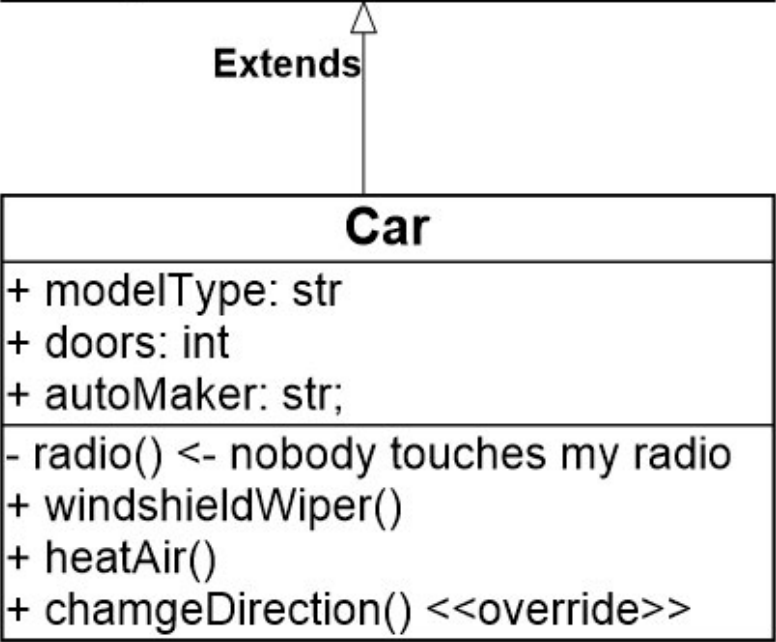 Extends
Car
+ modelType: str
+ doors: int
+ autoMaker: str;
- radio() <- nobody touches my radio
+ windshieldWiper()
+ heatAir()
+ chamgeDirection() <<override>>